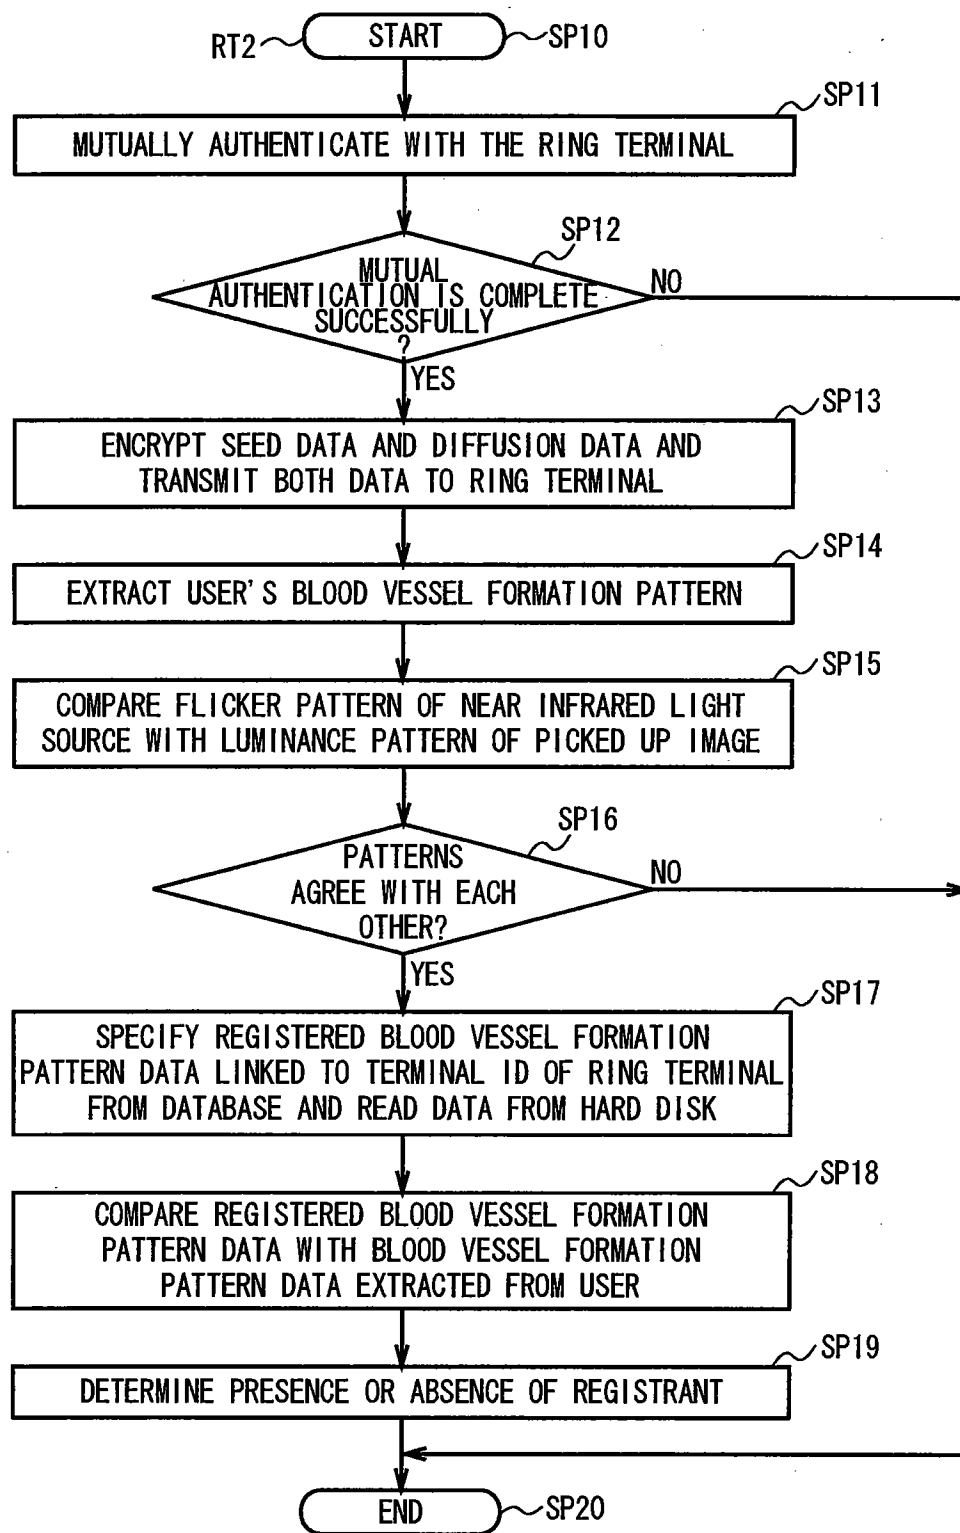 RT2
START
SP10
SP11
MUTUALLY AUTHENTICATE WITH THE RING TERMINAL
SP12
MUTUAL
AUTHENTICATION IS COMPLETE
SUCCESSFULLY
?
NO
YES
SP13
ENCRYPT SEED DATA AND DIFFUSION DATA AND
TRANSMIT BOTH DATA TO RING TERMINAL
SP14
EXTRACT USER'S BLOOD VESSEL FORMATION PATTERN
SP15
COMPARE FLICKER PATTERN OF NEAR INFRARED LIGHT
SOURCE WITH LUMINANCE PATTERN OF PICKED UP IMAGE
SP16
PATTERNS
AGREE WITH EACH
OTHER?
NO
YES
SP17
SPECIFY REGISTERED BLOOD VESSEL FORMATION
PATTERN DATA LINKED TO TERMINAL ID OF RING TERMINAL
FROM DATABASE AND READ DATA FROM HARD DISK
SP18
COMPARE REGISTERED BLOOD VESSEL FORMATION
PATTERN DATA WITH BLOOD VESSEL FORMATION
PATTERN DATA EXTRACTED FROM USER
SP19
DETERMINE PRESENCE OR ABSENCE OF REGISTRANT
END
SP20